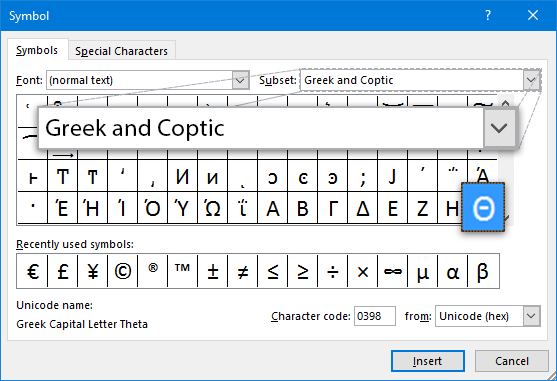 Symbol
Symbols Special Characters
Font: (normal text) Subset: Greek and Coptic
Greek and Coptic
ͱ Ͳ ͳ ʹ ͵ Ͷ ͷ ͺ ͻ ͼ ͽ ; Ϳ ΄ ΅ Ά
· Έ Ή Ί Ό Ύ Ώ ΐ Α Β Γ Δ Ε Ζ Η Θ
Recently used symbols:
€ £ ¥ © ® ™ ± ≠ ≤ ≥ ÷ × ∞ μ α β
Unicode name:
Greek Capital Letter Theta
Character code: 0398 from: Unicode (hex)
Insert Cancel